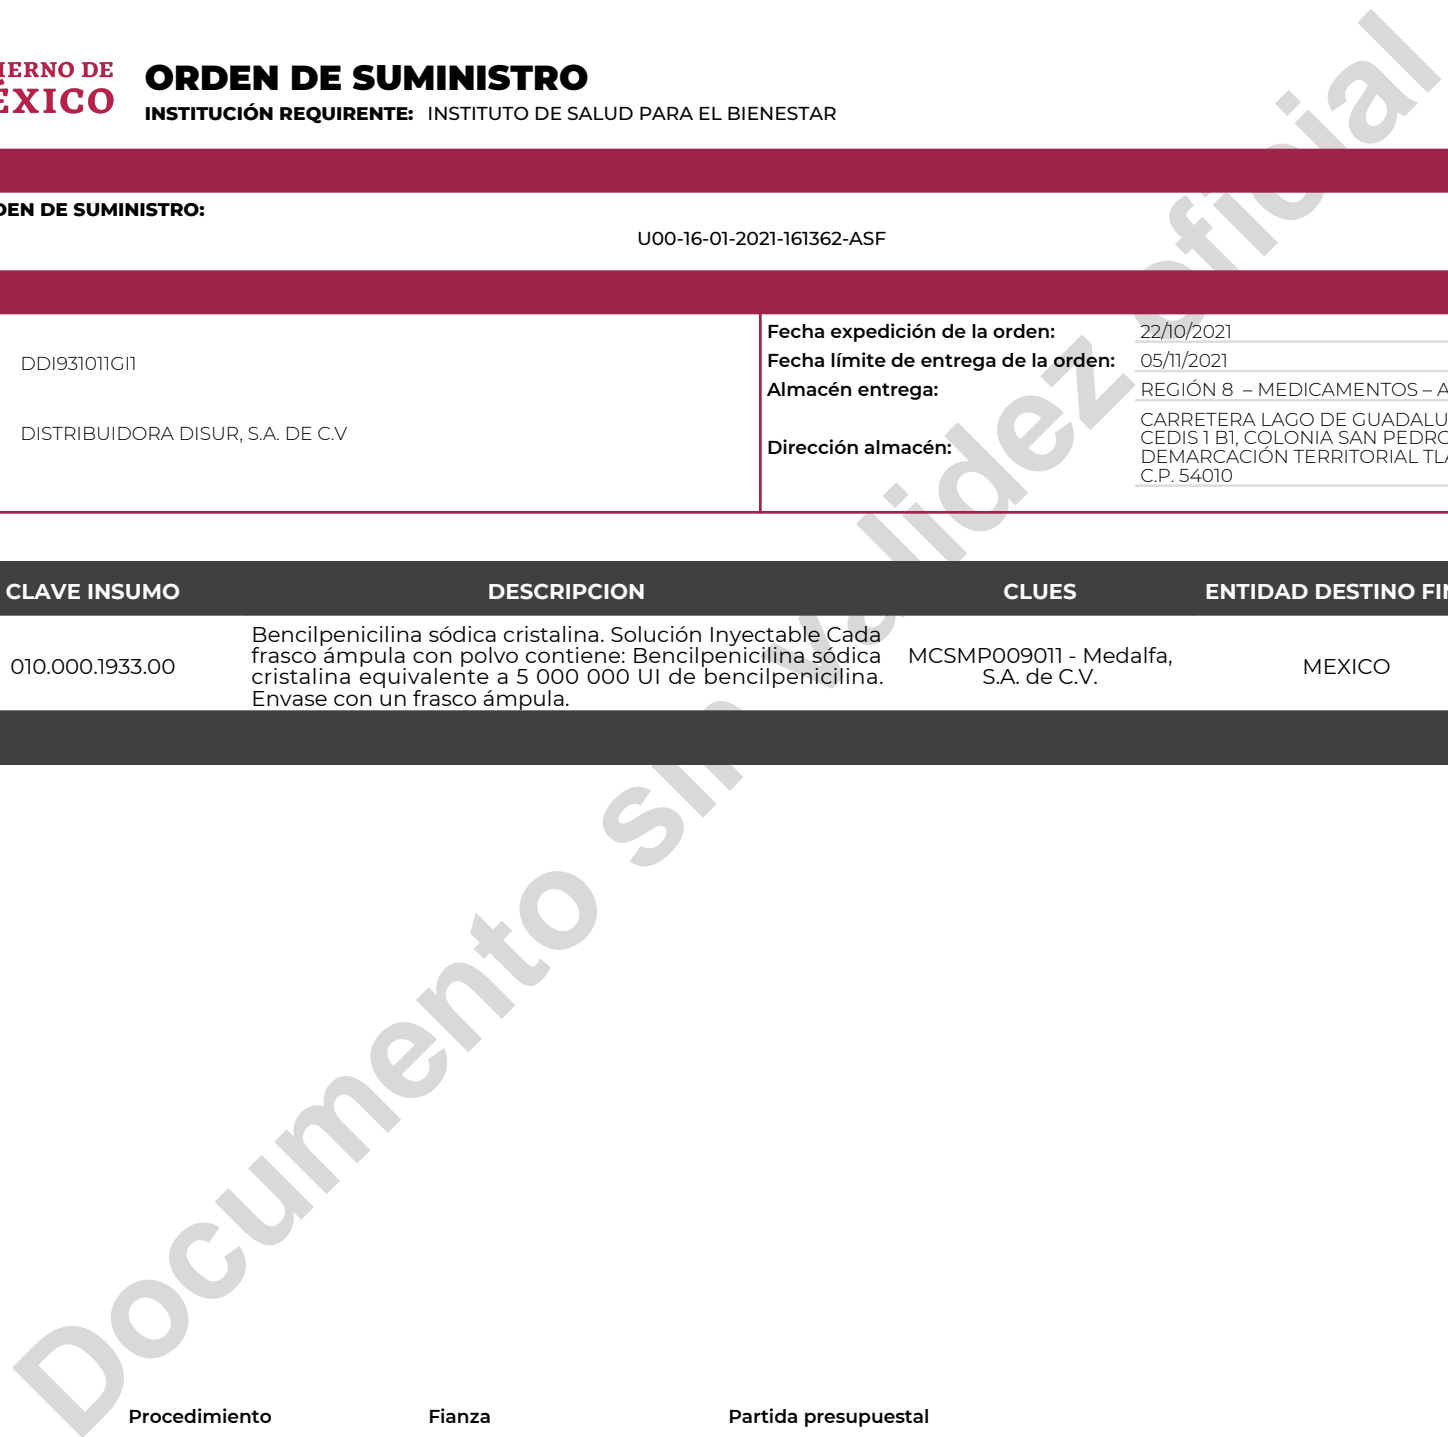 IERNO DE
ÉXICO
ORDEN DE SUMINISTRO
INSTITUCIÓN REQUIRENTE: INSTITUTO DE SALUD PARA EL BIENESTAR
DEN DE SUMINISTRO:
U00-16-01-2021-161362-ASF
DDI931011GI1
DISTRIBUIDORA DISUR, S.A. DE C.V
Fecha expedición de la orden: 22/10/2021
Fecha límite de entrega de la orden: 05/11/2021
Almacén entrega: REGIÓN 8 – MEDICAMENTOS – A
Dirección almacén:
CARRETERA LAGO DE GUADALU
CEDIS 1 B1, COLONIA SAN PEDRO
DEMARCACIÓN TERRITORIAL TLA
C.P. 54010
CLAVE INSUMO DESCRIPCION CLUES ENTIDAD DESTINO FIN
010.000.1933.00
Bencilpenicilina sódica cristalina. Solución Inyectable Cada
frasco ámpula con polvo contiene: Bencilpenicilina sódica
cristalina equivalente a 5 000 000 UI de bencilpenicilina.
Envase con un frasco ámpula.
MCSMP009011 - Medalfa,
S.A. de C.V.
MEXICO
Documento sin validez oficial
Procedimiento Fianza Partida presupuestal